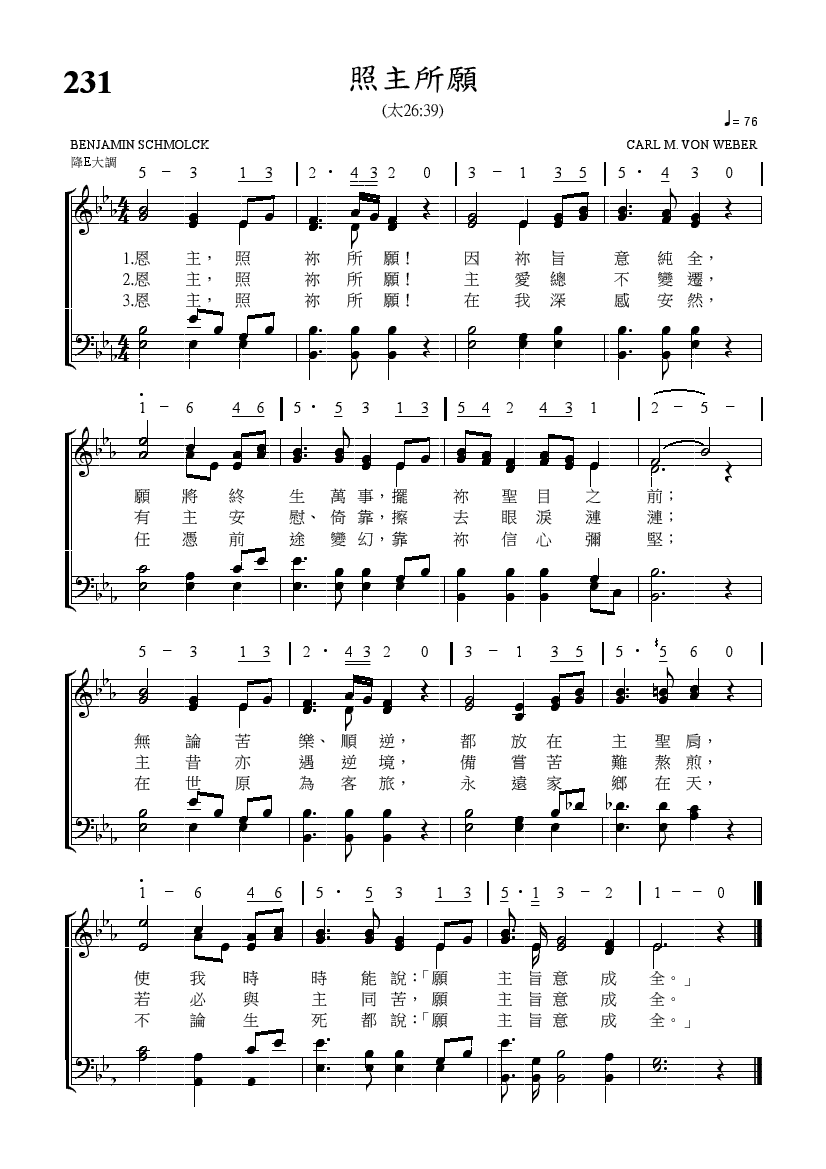 231
照主所願
(太26:39)
♩= 76
BENJAMIN SCHMOLCK
CARL M. VON WEBER
降E大調
5 - 3 1 3 | 2 · 4 3 2 0 | 3 - 1 3 5 | 5 · 4 3 0 |
1.恩主，照祢所願！因祢旨意純全，
2.恩主，照祢所願！主愛總不變遷，
3.恩主，照祢所願！在我深感安然，
1 - 6 4 6 | 5 · 5 3 1 3 | 5 4 2 4 3 1 | 2 - 5 - |
願將終生萬事，擺祢聖目之前；
有主安慰、倚靠，擦去眼淚漣漣；
任憑前途變幻，靠祢信心彌堅；
5 - 3 1 3 | 2 · 4 3 2 0 | 3 - 1 3 5 | 5 · 5 6 0 |
無論苦樂、順逆，都放在主聖肩，
主昔亦遇逆境，備嘗苦難熬煎，
在世原為客旅，永遠家鄉在天，
1 - 6 4 6 | 5 · 5 3 1 3 | 5 · 1 3 - 2 | 1 - - 0
使我時時能說：「願主旨意成全。」
若必與主同苦，願主旨意成全。
不論生死都說：「願主旨意成全。」